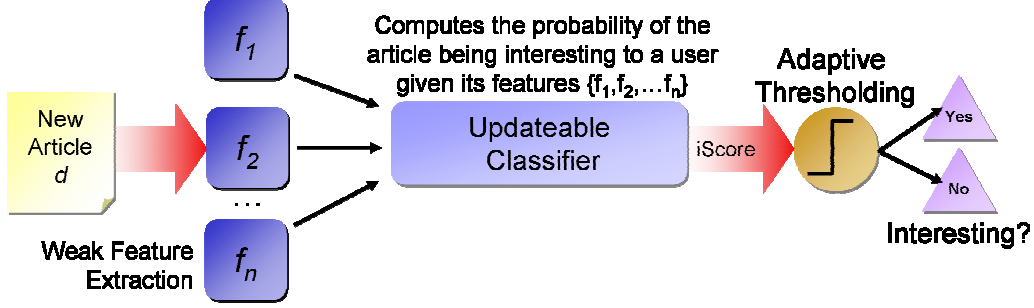 New
Article
d
f1
f2
...
fn
Weak Feature
Extraction
Computes the probability of the
article being interesting to a user
given its features {f1,f2,...fn}
Updateable
Classifier
iScore
Adaptive
Thresholding
Yes
No
Interesting?